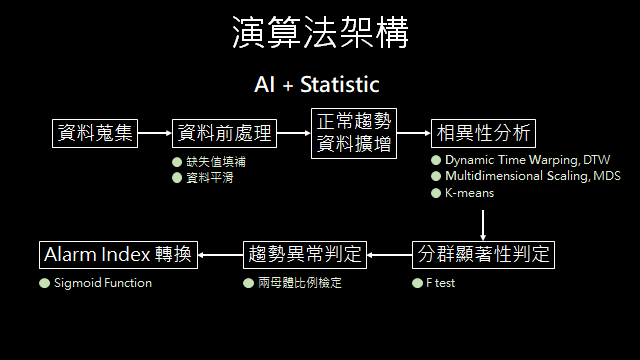 演算法架構
AI + Statistic
資料蒐集
資料前處理
缺失值填補
資料平滑
正常趨勢
資料擴增
相異性分析
Dynamic Time Warping, DTW
Multidimensional Scaling, MDS
K-means
分群顯著性判定
F test
趨勢異常判定
兩母體比例檢定
Alarm Index 轉換
Sigmoid Function